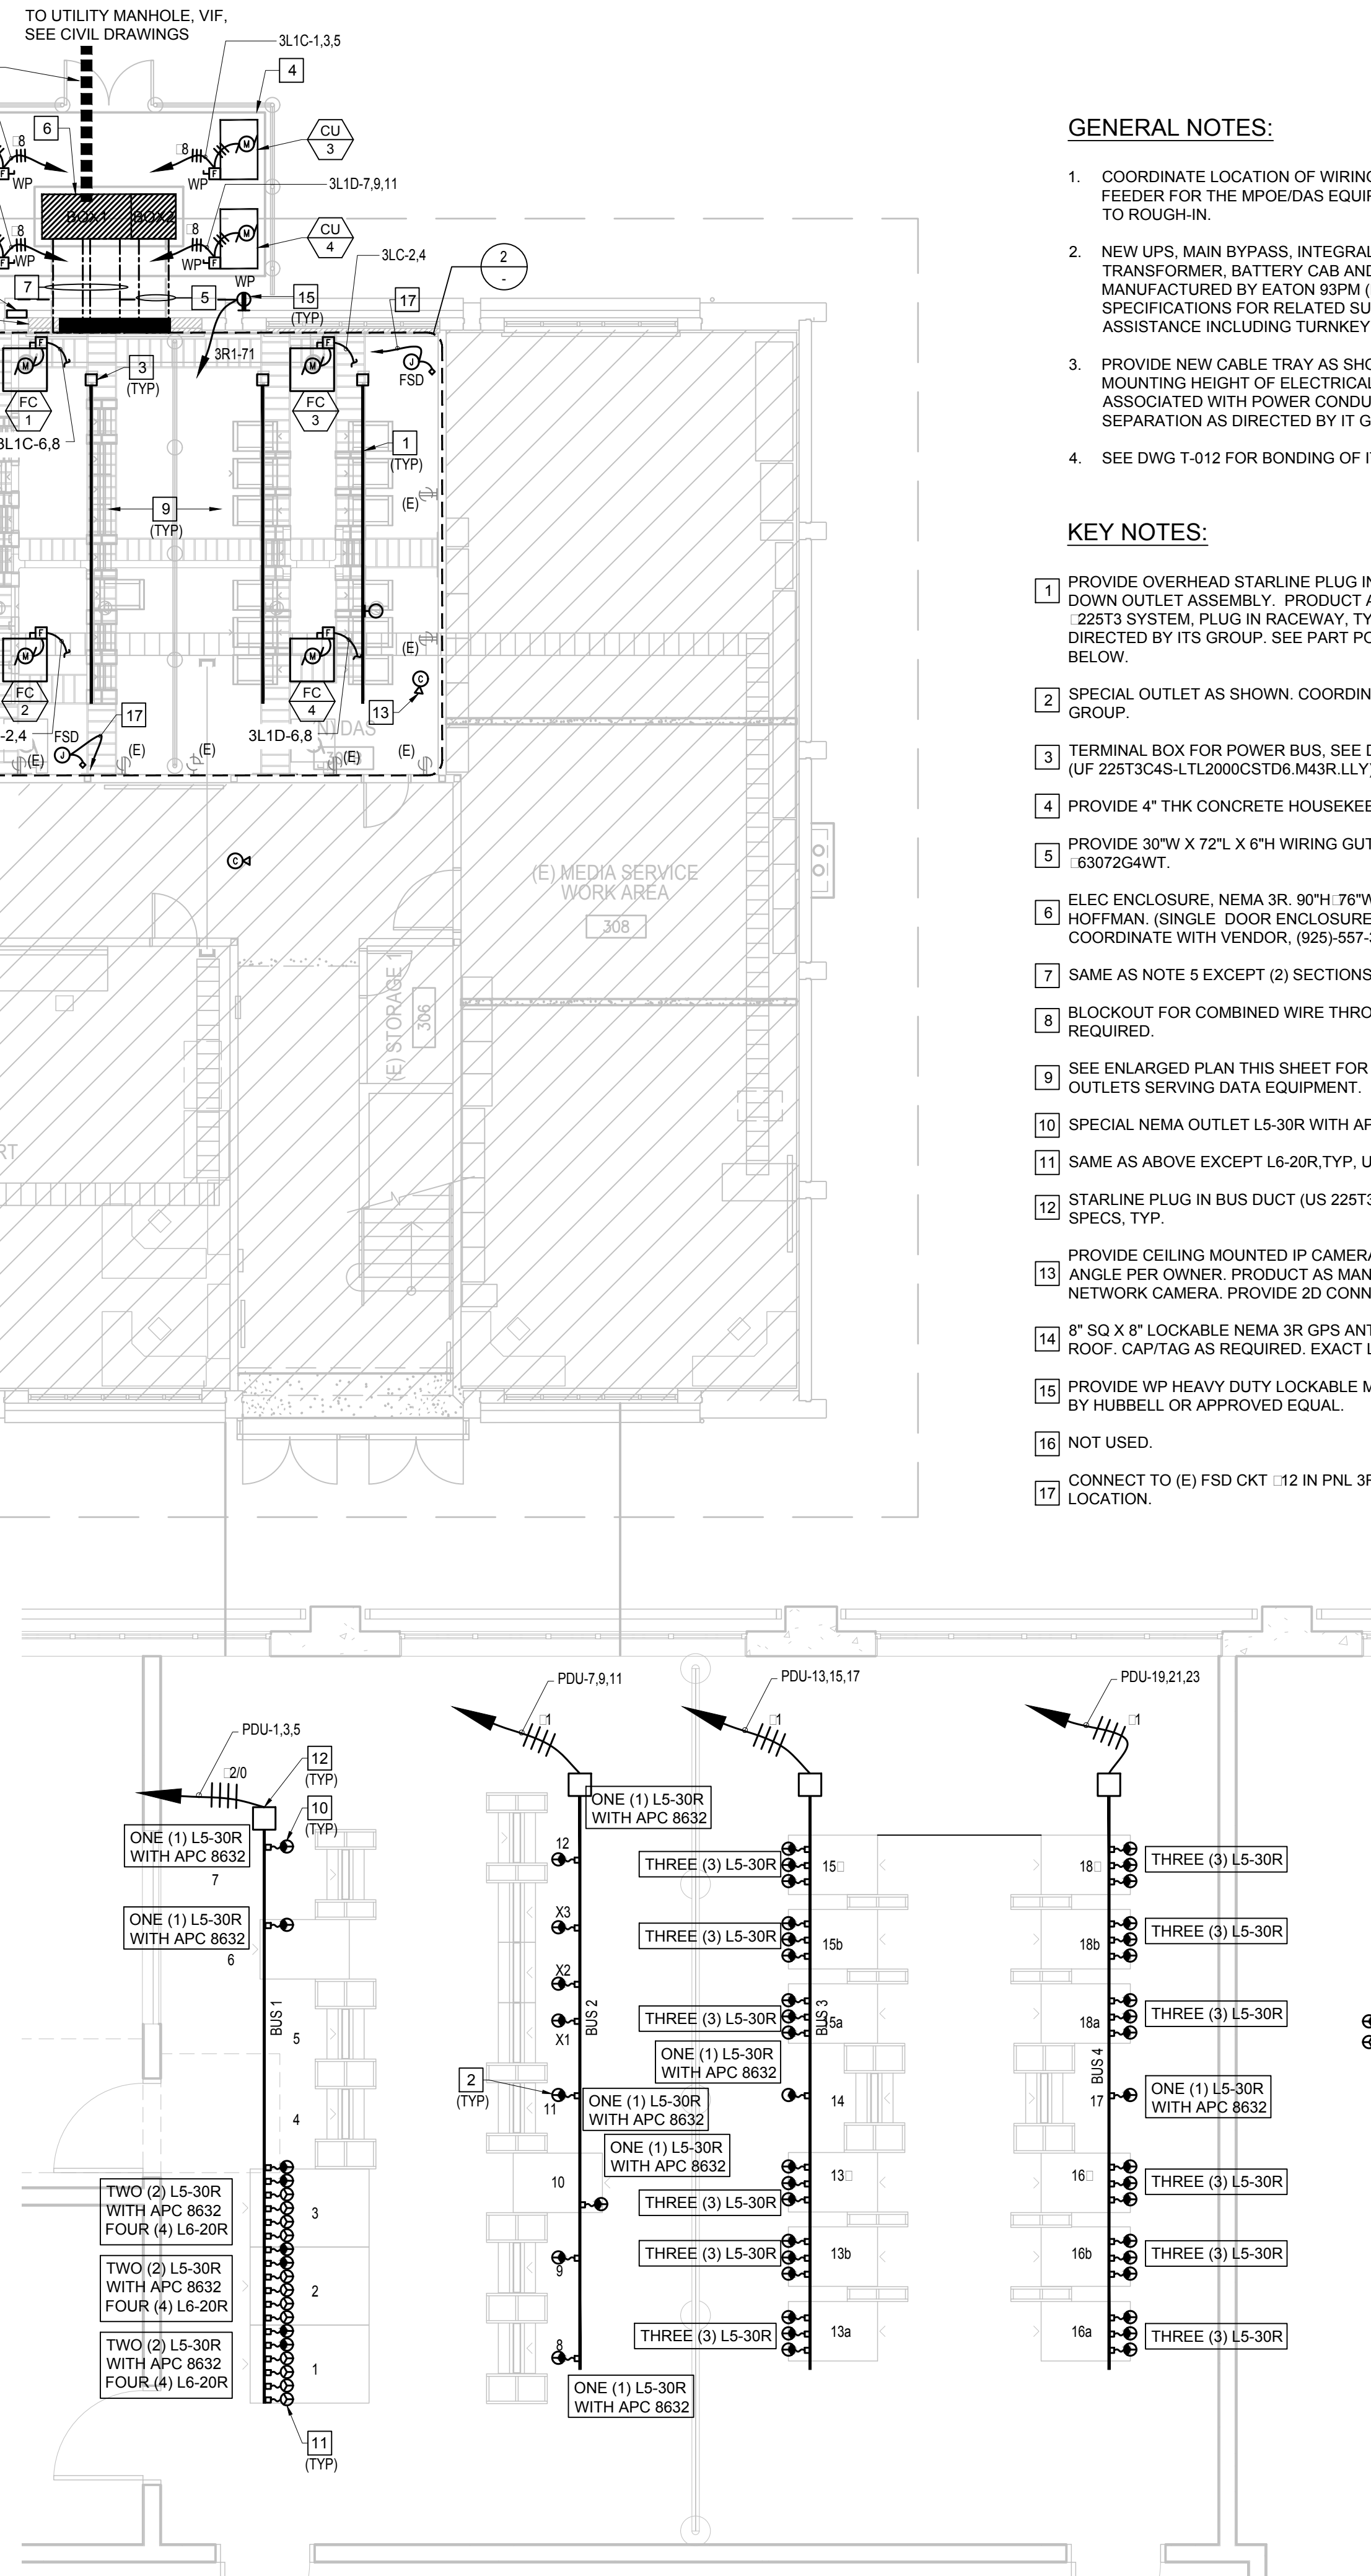 TO UTILITY MANHOLE, VIF,
SEE CIVIL DRAWINGS
3L1C-1,3,5
4
6
CU
3
□8
□8
M
F
F
WP
WP
3L1D-7,9,11
BOX1
BOX2
CU
4
□8
□8
M
F
F
WP
WP
3LC-2,4
2
-
WP
7
5
15
(TYP)
17
3R1-71
F
M
F
M
J
FSD
3
(TYP)
FC
1
FC
3
3L1C-6,8
1
(TYP)
(E)
9
(TYP)
F
M
F
M
(E)
C
FC
2
FC
4
13
17
-2,4
FSD
J
3L1D-6,8
N) DAS
(E)
(E)
(E)
(E)
(E)
C
(E) MEDIA SERVICE
WORK AREA
308
(E) STORAGE 1
306
RT
GENERAL NOTES:
1. COORDINATE LOCATION OF WIRING
FEEDER FOR THE MPOE/DAS EQUIP
TO ROUGH-IN.
2. NEW UPS, MAIN BYPASS, INTEGRAL
TRANSFORMER, BATTERY CAB AND
MANUFACTURED BY EATON 93PM (
SPECIFICATIONS FOR RELATED SU
ASSISTANCE INCLUDING TURNKEY
3. PROVIDE NEW CABLE TRAY AS SHO
MOUNTING HEIGHT OF ELECTRICAL
ASSOCIATED WITH POWER CONDU
SEPARATION AS DIRECTED BY IT G
4. SEE DWG T-012 FOR BONDING OF I
KEY NOTES:
1 PROVIDE OVERHEAD STARLINE PLUG IN
DOWN OUTLET ASSEMBLY. PRODUCT A
□225T3 SYSTEM, PLUG IN RACEWAY, TY
DIRECTED BY ITS GROUP. SEE PART PO
BELOW.
2 SPECIAL OUTLET AS SHOWN. COORDIN
GROUP.
3 TERMINAL BOX FOR POWER BUS, SEE D
(UF 225T3C4S-LTL2000CSTD6.M43R.LLY)
4 PROVIDE 4" THK CONCRETE HOUSEKEE
5 PROVIDE 30"W X 72"L X 6"H WIRING GUT
□63072G4WT.
6 ELEC ENCLOSURE, NEMA 3R. 90"H□76"W
HOFFMAN. (SINGLE DOOR ENCLOSURE
COORDINATE WITH VENDOR, (925)-557-3
7 SAME AS NOTE 5 EXCEPT (2) SECTIONS
8 BLOCKOUT FOR COMBINED WIRE THRO
REQUIRED.
9 SEE ENLARGED PLAN THIS SHEET FOR
OUTLETS SERVING DATA EQUIPMENT.
10 SPECIAL NEMA OUTLET L5-30R WITH AP
11 SAME AS ABOVE EXCEPT L6-20R,TYP, U
12 STARLINE PLUG IN BUS DUCT (US 225T3
SPECS, TYP.
13 PROVIDE CEILING MOUNTED IP CAMERA
ANGLE PER OWNER. PRODUCT AS MAN
NETWORK CAMERA. PROVIDE 2D CONN
14 8" SQ X 8" LOCKABLE NEMA 3R GPS ANT
ROOF. CAP/TAG AS REQUIRED. EXACT L
15 PROVIDE WP HEAVY DUTY LOCKABLE M
BY HUBBELL OR APPROVED EQUAL.
16 NOT USED.
17 CONNECT TO (E) FSD CKT □12 IN PNL 3R
LOCATION.
PDU-1,3,5
□2/0
12
(TYP)
10
(TYP)
ONE (1) L5-30R
WITH APC 8632
7
ONE (1) L5-30R
WITH APC 8632
6
BUS 1
5
4
TWO (2) L5-30R
WITH APC 8632
FOUR (4) L6-20R
3
TWO (2) L5-30R
WITH APC 8632
FOUR (4) L6-20R
2
TWO (2) L5-30R
WITH APC 8632
FOUR (4) L6-20R
1
11
(TYP)
PDU-7,9,11
□1
ONE (1) L5-30R
WITH APC 8632
12
X3
X2
X1
BUS 2
2
(TYP)
11
ONE (1) L5-30R
WITH APC 8632
ONE (1) L5-30R
WITH APC 8632
10
9
8
ONE (1) L5-30R
WITH APC 8632
PDU-13,15,17
□1
THREE (3) L5-30R
15□
THREE (3) L5-30R
15b
THREE (3) L5-30R
15a
BUS 3
ONE (1) L5-30R
WITH APC 8632
14
13□
THREE (3) L5-30R
THREE (3) L5-30R
13b
THREE (3) L5-30R
13a
PDU-19,21,23
□1
18□
THREE (3) L5-30R
18b
THREE (3) L5-30R
18a
THREE (3) L5-30R
BUS 4
17
ONE (1) L5-30R
WITH APC 8632
16□
THREE (3) L5-30R
16b
THREE (3) L5-30R
16a
THREE (3) L5-30R